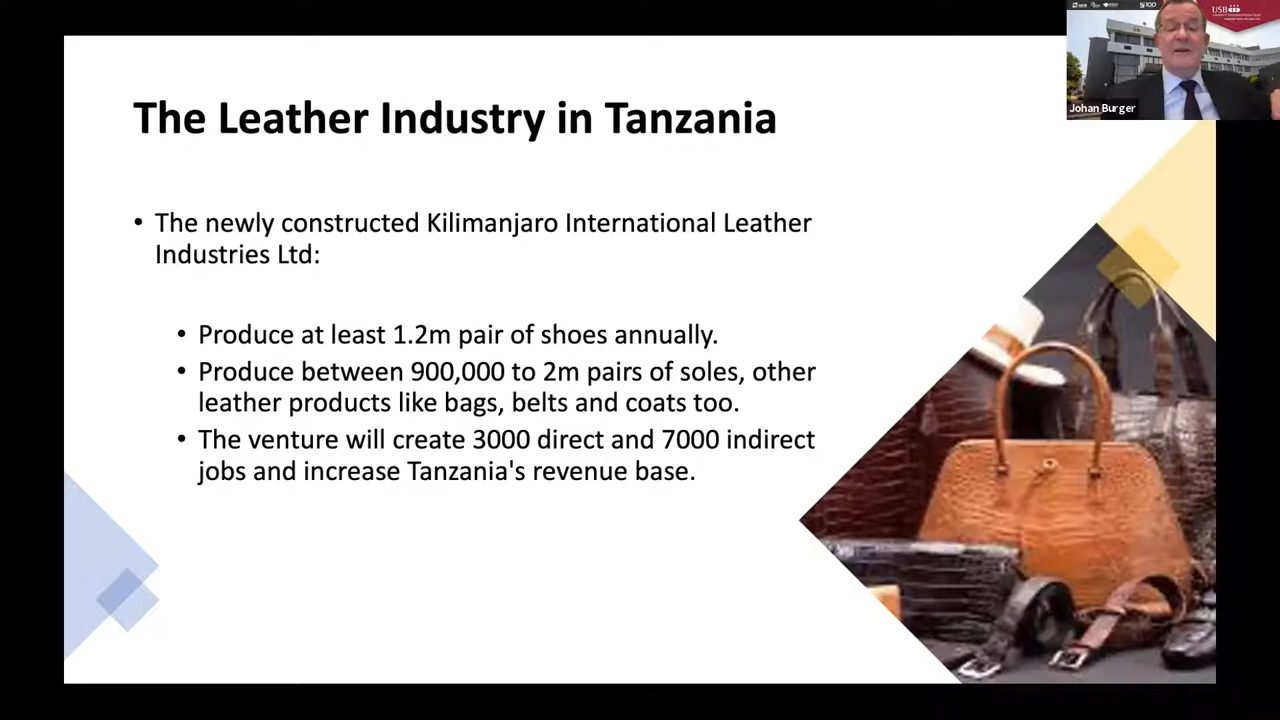 The Leather Industry in Tanzania
• The newly constructed Kilimanjaro International Leather
Industries Ltd:
• Produce at least 1.2m pair of shoes annually.
• Produce between 900,000 to 2m pairs of soles, other
leather products like bags, belts and coats too.
• The venture will create 3000 direct and 7000 indirect
jobs and increase Tanzania's revenue base.
USB
Johan Burger